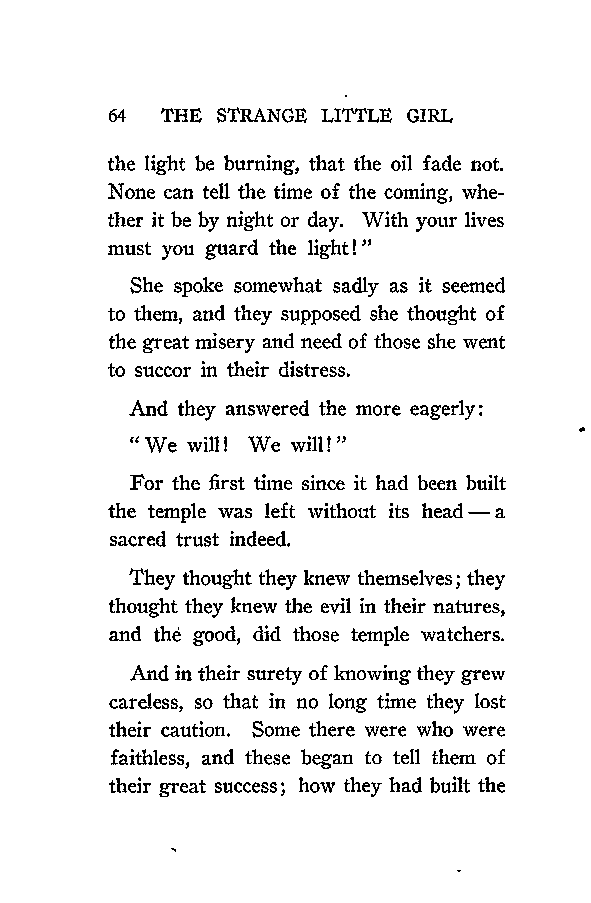 64 THE STRANGE LITTLE GIRL
the light be burning, that the oil fade not.
None can tell the time of the coming, whe-
ther it be by night or day. With your lives
must you guard the light!”
She spoke somewhat sadly as it seemed
to them, and they supposed she thought of
the great misery and need of those she went
to succor in their distress.
And they answered the more eagerly:
“We will! We will!”
For the first time since it had been built
the temple was left without its head — a
sacred trust indeed.
They thought they knew themselves; they
thought they knew the evil in their natures,
and the good, did those temple watchers.
And in their surety of knowing they grew
careless, so that in no long time they lost
their caution. Some there were who were
faithless, and these began to tell them of
their great success; how they had built the